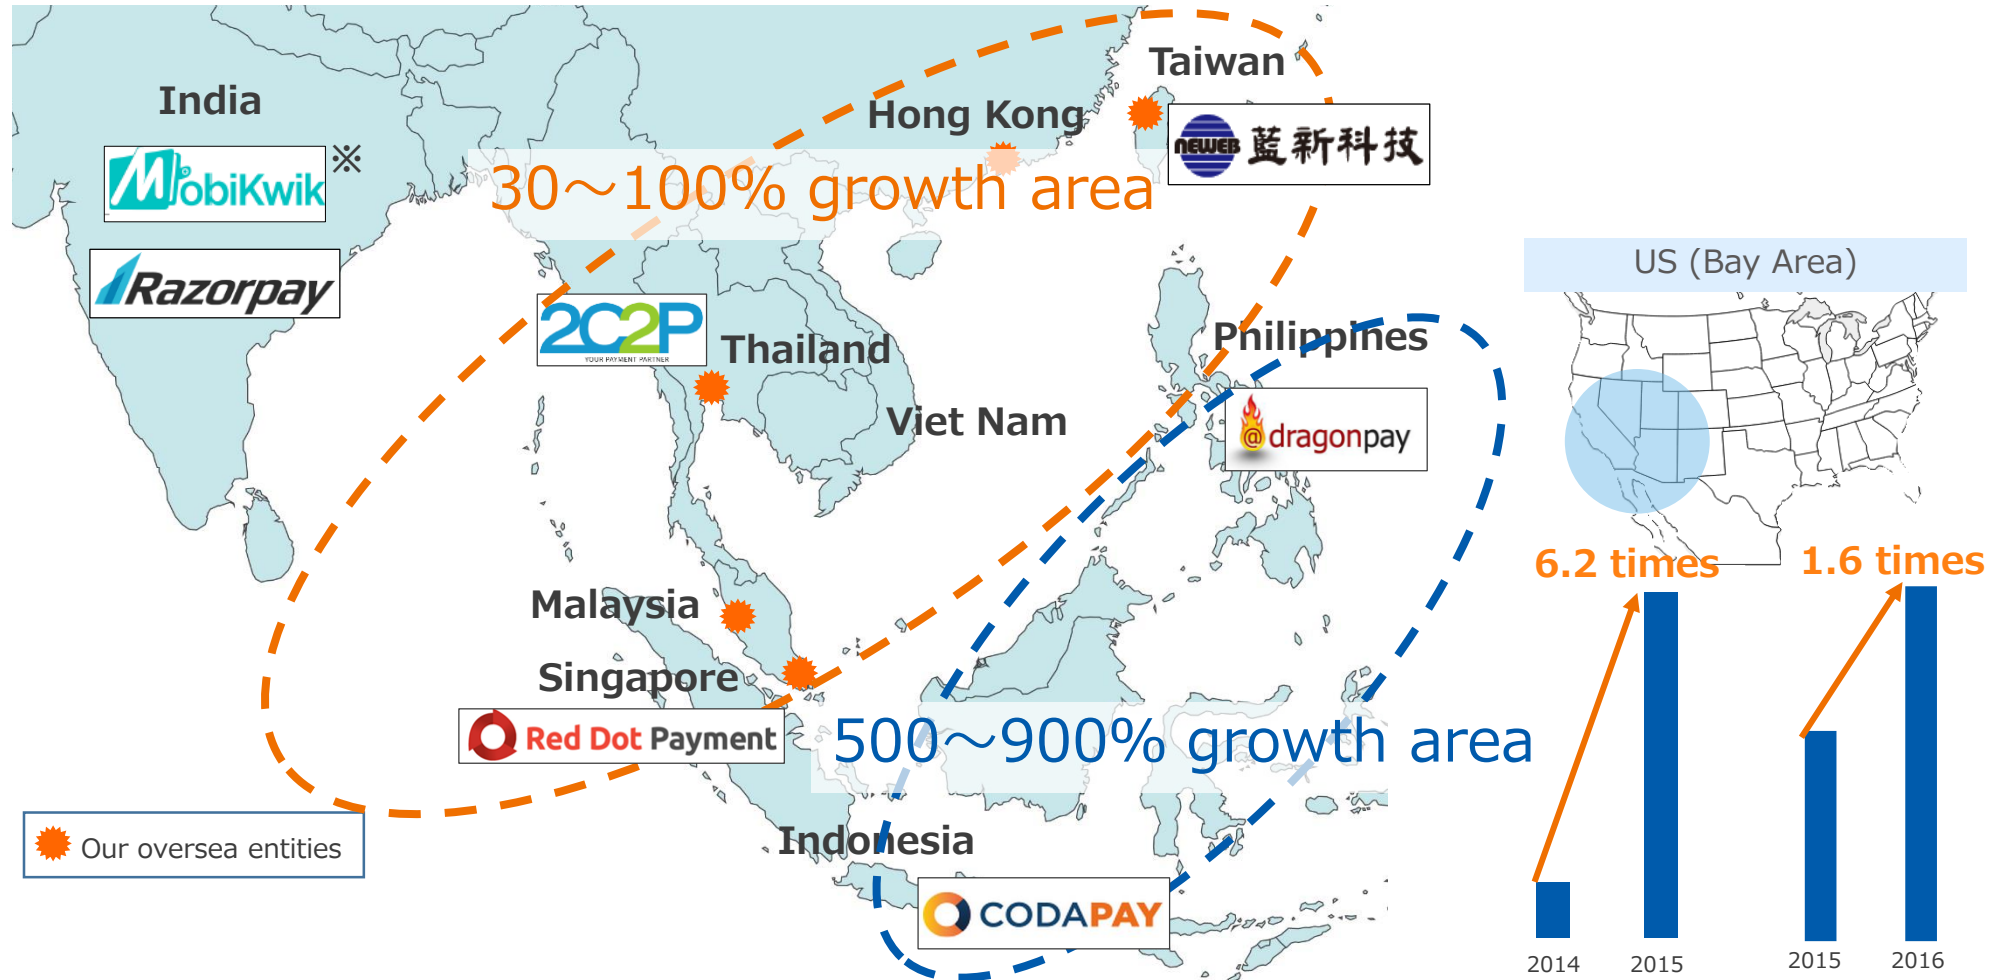 Taiwan
India
Hong Kong
NEWEB 藍新科技
MobiKwik ※
30～100% growth area
US (Bay Area)
Razorpay
2C2P
YOUR PAYMENT PARTNER
Thailand
Philippines
Viet Nam
@dragonpay
6.2 times
1.6 times
Malaysia
Singapore
Red Dot Payment
500～900% growth area
Our oversea entities
Indonesia
CODAPAY
2014
2015
2015
2016